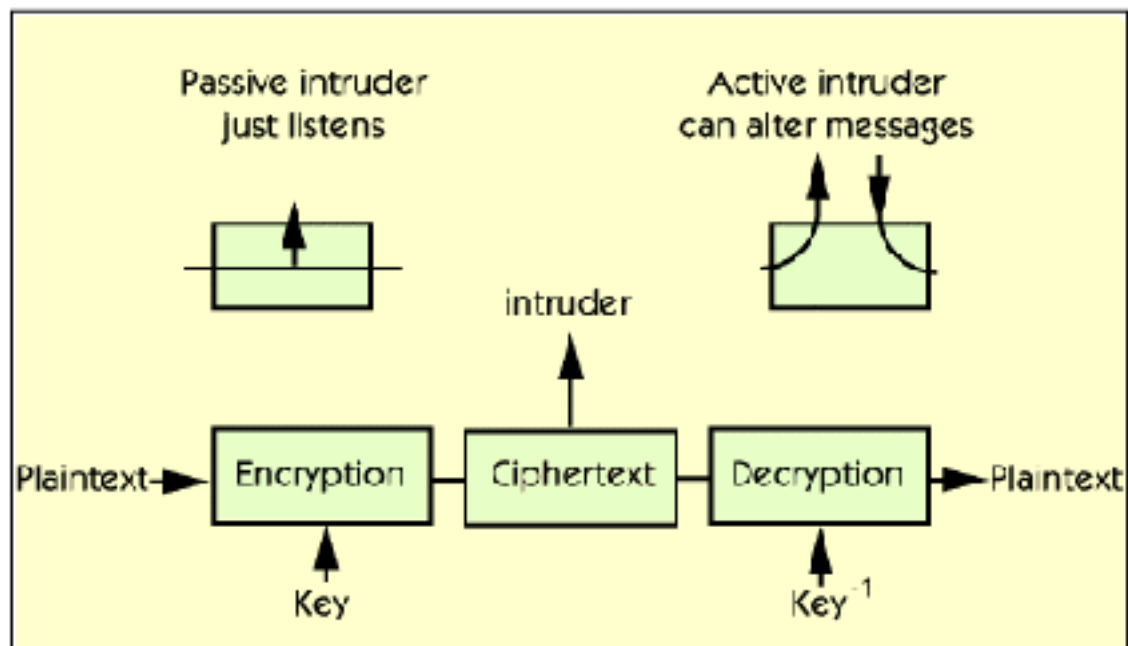 Passive intruder
just listens
Active intruder
can alter messages
intruder
Plaintext
Encryption
Ciphertext
Decryption
Plaintext
Key
Key⁻¹